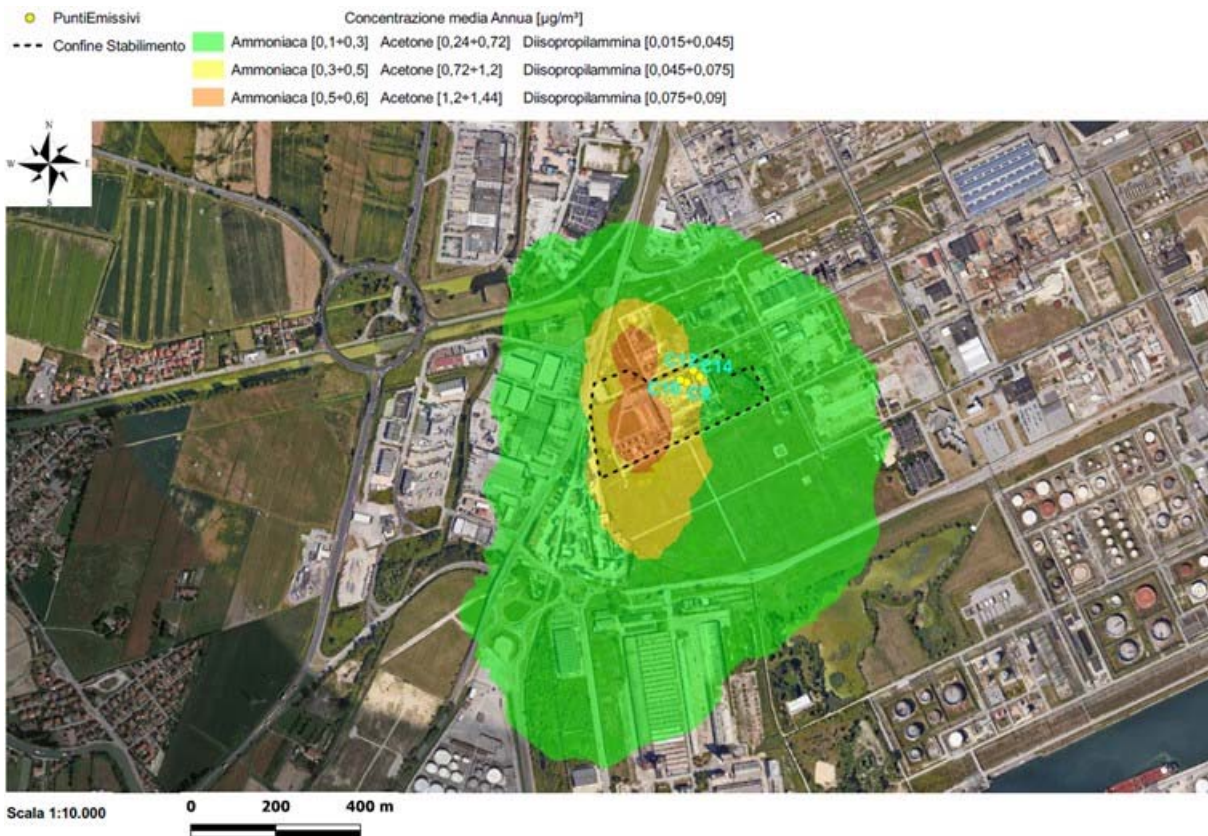 PuntiEmissivi
Concentrazione media Annua [µg/m³]
Confine Stabilimento
Ammoniaca [0,1÷0,3] Acetone [0,24÷0,72] Diisopropilammina [0,015÷0,045]
Ammoniaca [0,3÷0,5] Acetone [0,72÷1,2] Diisopropilammina [0,045÷0,075]
Ammoniaca [0,5÷0,6] Acetone [1,2÷1,44] Diisopropilammina [0,075÷0,09]
N
W E
S
C14
Scala 1:10.000
0 200 400 m